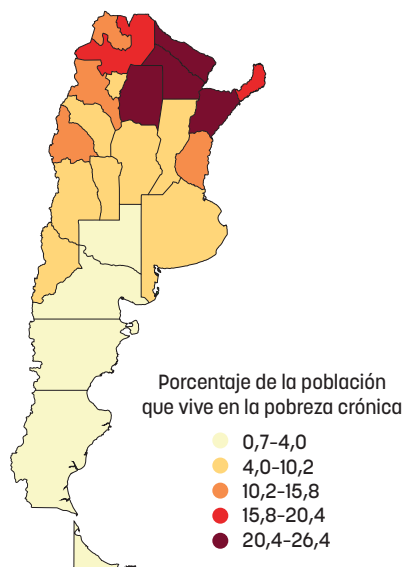 Porcentaje de la población
que vive en la pobreza crónica
0,7–4,0
4,0–10,2
10,2–15,8
15,8–20,4
20,4–26,4